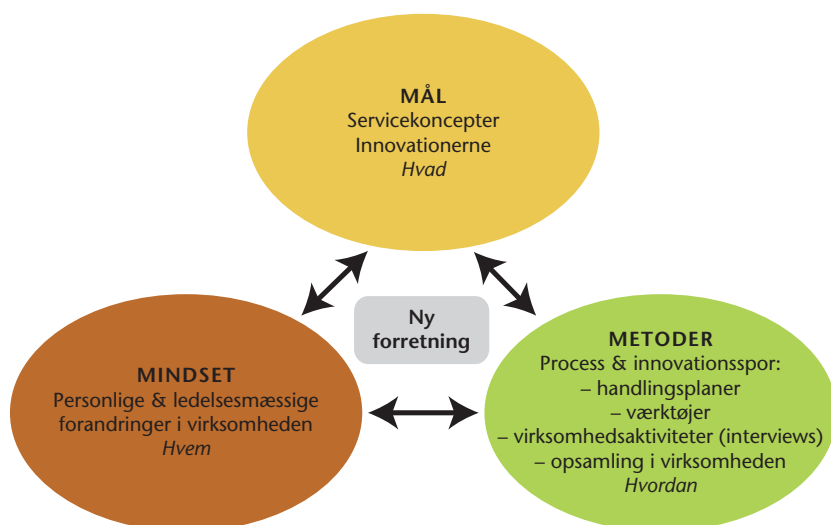 MÅL
Servicekoncepter
Innovationerne
Hvad
Ny
forretning
MINDSET
Personlige & ledelsesmæssige
forandringer i virksomheden
Hvem
METODER
Process & innovationsspor:
– handlingsplaner
– værktøjer
– virksomhedsaktiviteter (interviews)
– opsamling i virksomheden
Hvordan